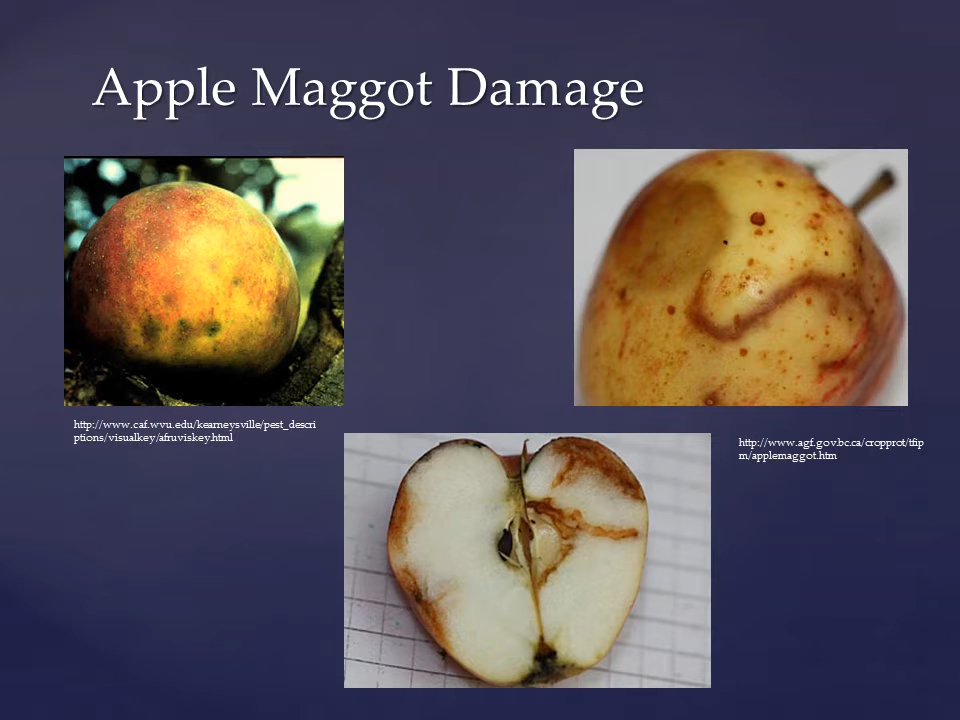 Apple Maggot Damage
http://www.caf.wvu.edu/kearneysville/pest_descri
ptions/visualkey/afruviskey.html
http://www.agf.gov.bc.ca/cropprot/tfip
m/applemaggot.htm